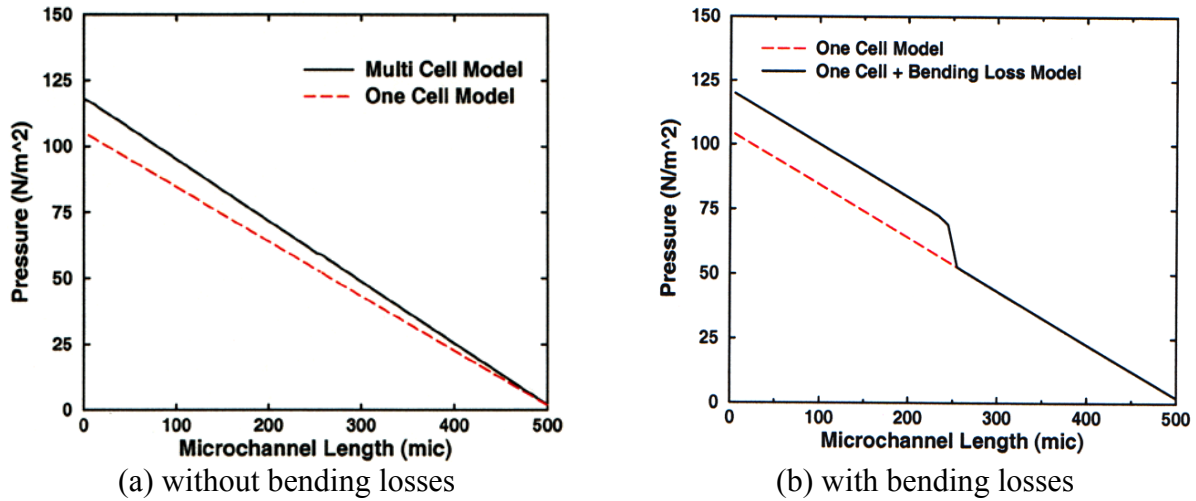 150
125
100
75
50
25
0
Pressure (N/m^2)
Multi Cell Model
One Cell Model
0 100 200 300 400 500
Microchannel Length (mic)
(a) without bending losses
150
125
100
75
50
25
0
Pressure (N/m^2)
One Cell Model
One Cell + Bending Loss Model
0 100 200 300 400 500
Microchannel Length (mic)
(b) with bending losses